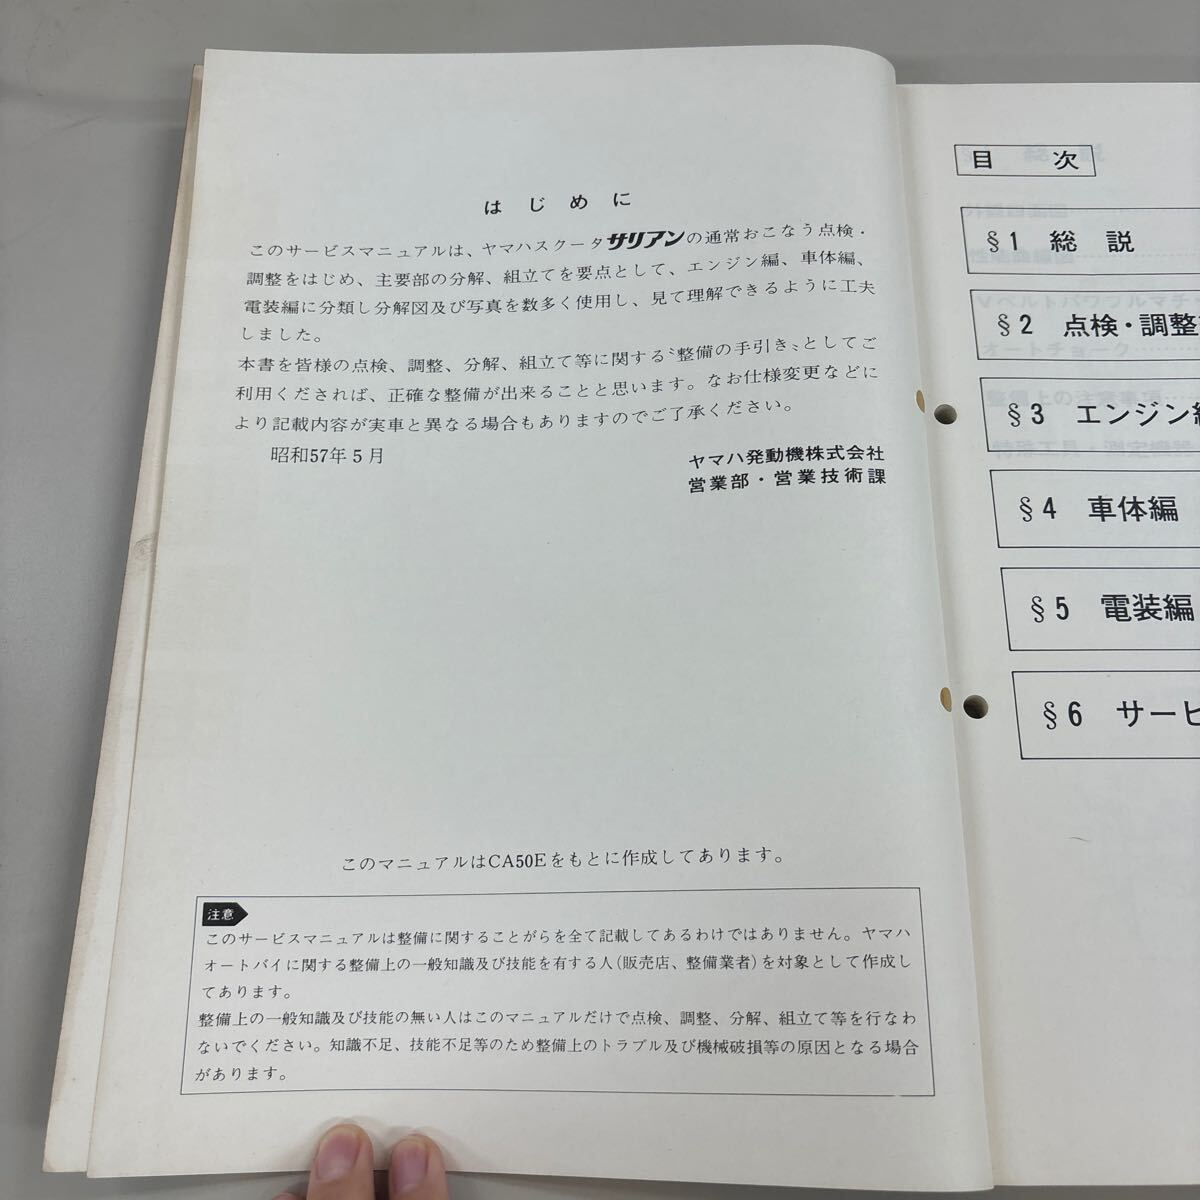 はじめに
このサービスマニュアルは、ヤマハスクータサリアンの通常おこなう点検・
調整をはじめ、主要部の分解、組立てを要点として、エンジン編、車体編、
電装編に分類し分解図及び写真を数多く使用し、見て理解できるように工夫
しました。
本書を皆様の点検、調整、分解、組立て等に関する〝整備の手引き〟としてご
利用くだされば、正確な整備が出来ることと思います。なお仕様変更などに
より記載内容が実車と異なる場合もありますのでご了承ください。
昭和57年5月
ヤマハ発動機株式会社
営業部・営業技術課
このマニュアルはCA50Eをもとに作成してあります。
注意
このサービスマニュアルは整備に関することがらを全て記載してあるわけではありません。ヤマハ
オートバイに関する整備上の一般知識及び技能を有する人(販売店、整備業者)を対象として作成し
てあります。
整備上の一般知識及び技能の無い人はこのマニュアルだけで点検、調整、分解、組立て等を行なわ
ないでください。知識不足、技能不足等のため整備上のトラブル及び機械破損等の原因となる場合
があります。
目 次
§1 総 説
§2 点検・調整
§3 エンジン編
§4 車体編
§5 電装編
§6 サービ